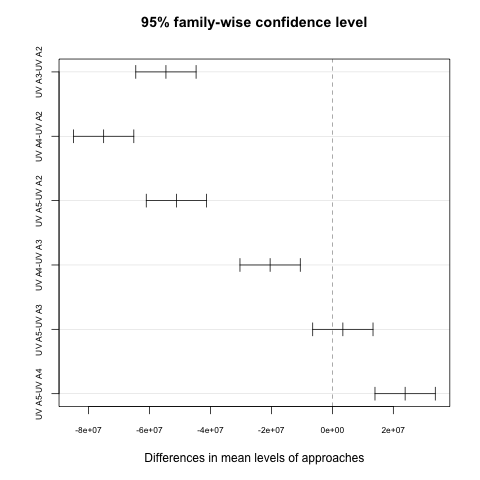 95% family-wise confidence level
UV A3-UV A2
UV A4-UV A2
UV A5-UV A2
UV A4-UV A3
UV A5-UV A3
UV A5-UV A4
-8e+07 -6e+07 -4e+07 -2e+07 0e+00 2e+07
Differences in mean levels of approaches